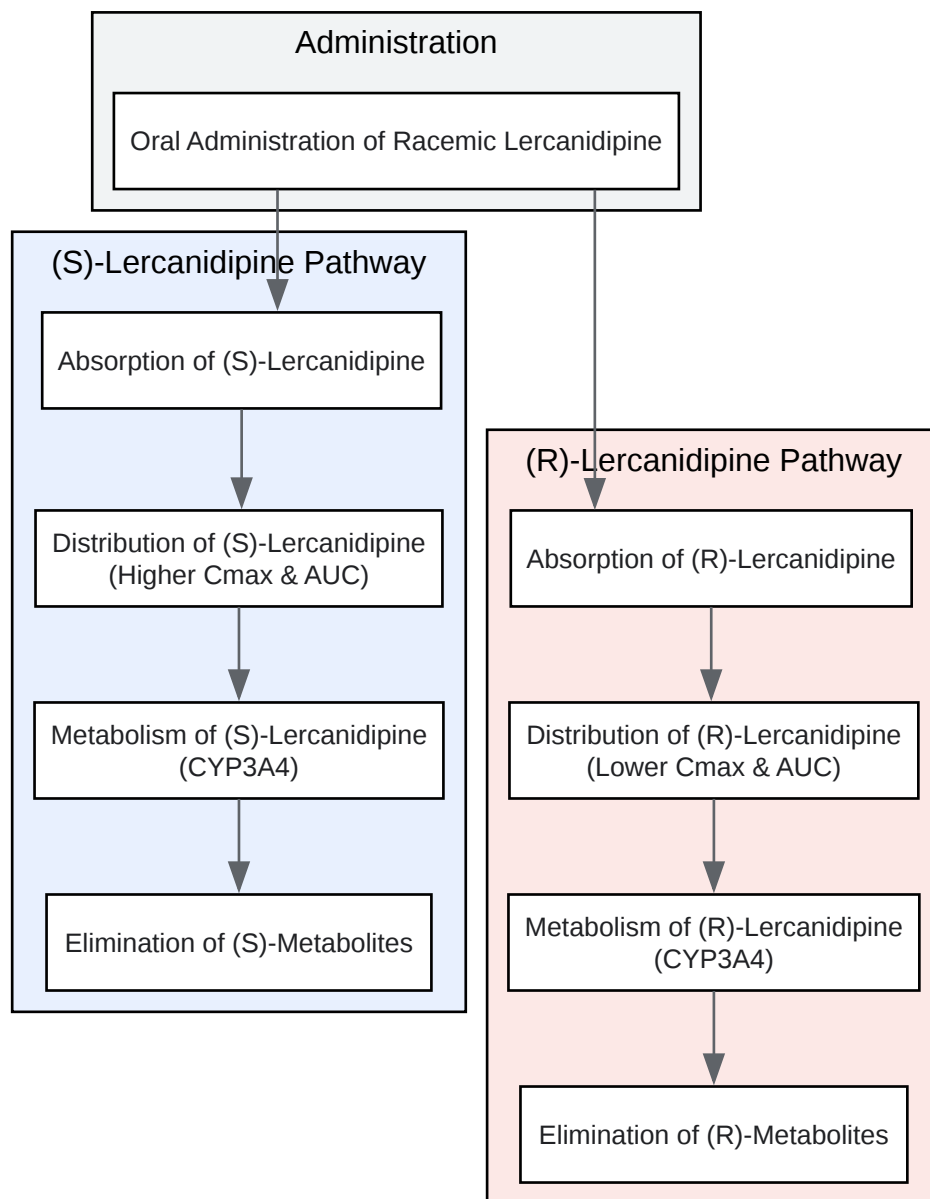 Administration
Oral Administration of Racemic Lercanidipine
(S)-Lercanidipine Pathway
Absorption of (S)-Lercanidipine
Distribution of (S)-Lercanidipine
(Higher Cmax & AUC)
Metabolism of (S)-Lercanidipine
(CYP3A4)
Elimination of (S)-Metabolites
(R)-Lercanidipine Pathway
Absorption of (R)-Lercanidipine
Distribution of (R)-Lercanidipine
(Lower Cmax & AUC)
Metabolism of (R)-Lercanidipine
(CYP3A4)
Elimination of (R)-Metabolites